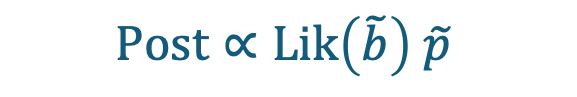 Post ∝ Lik(b̃) p̃